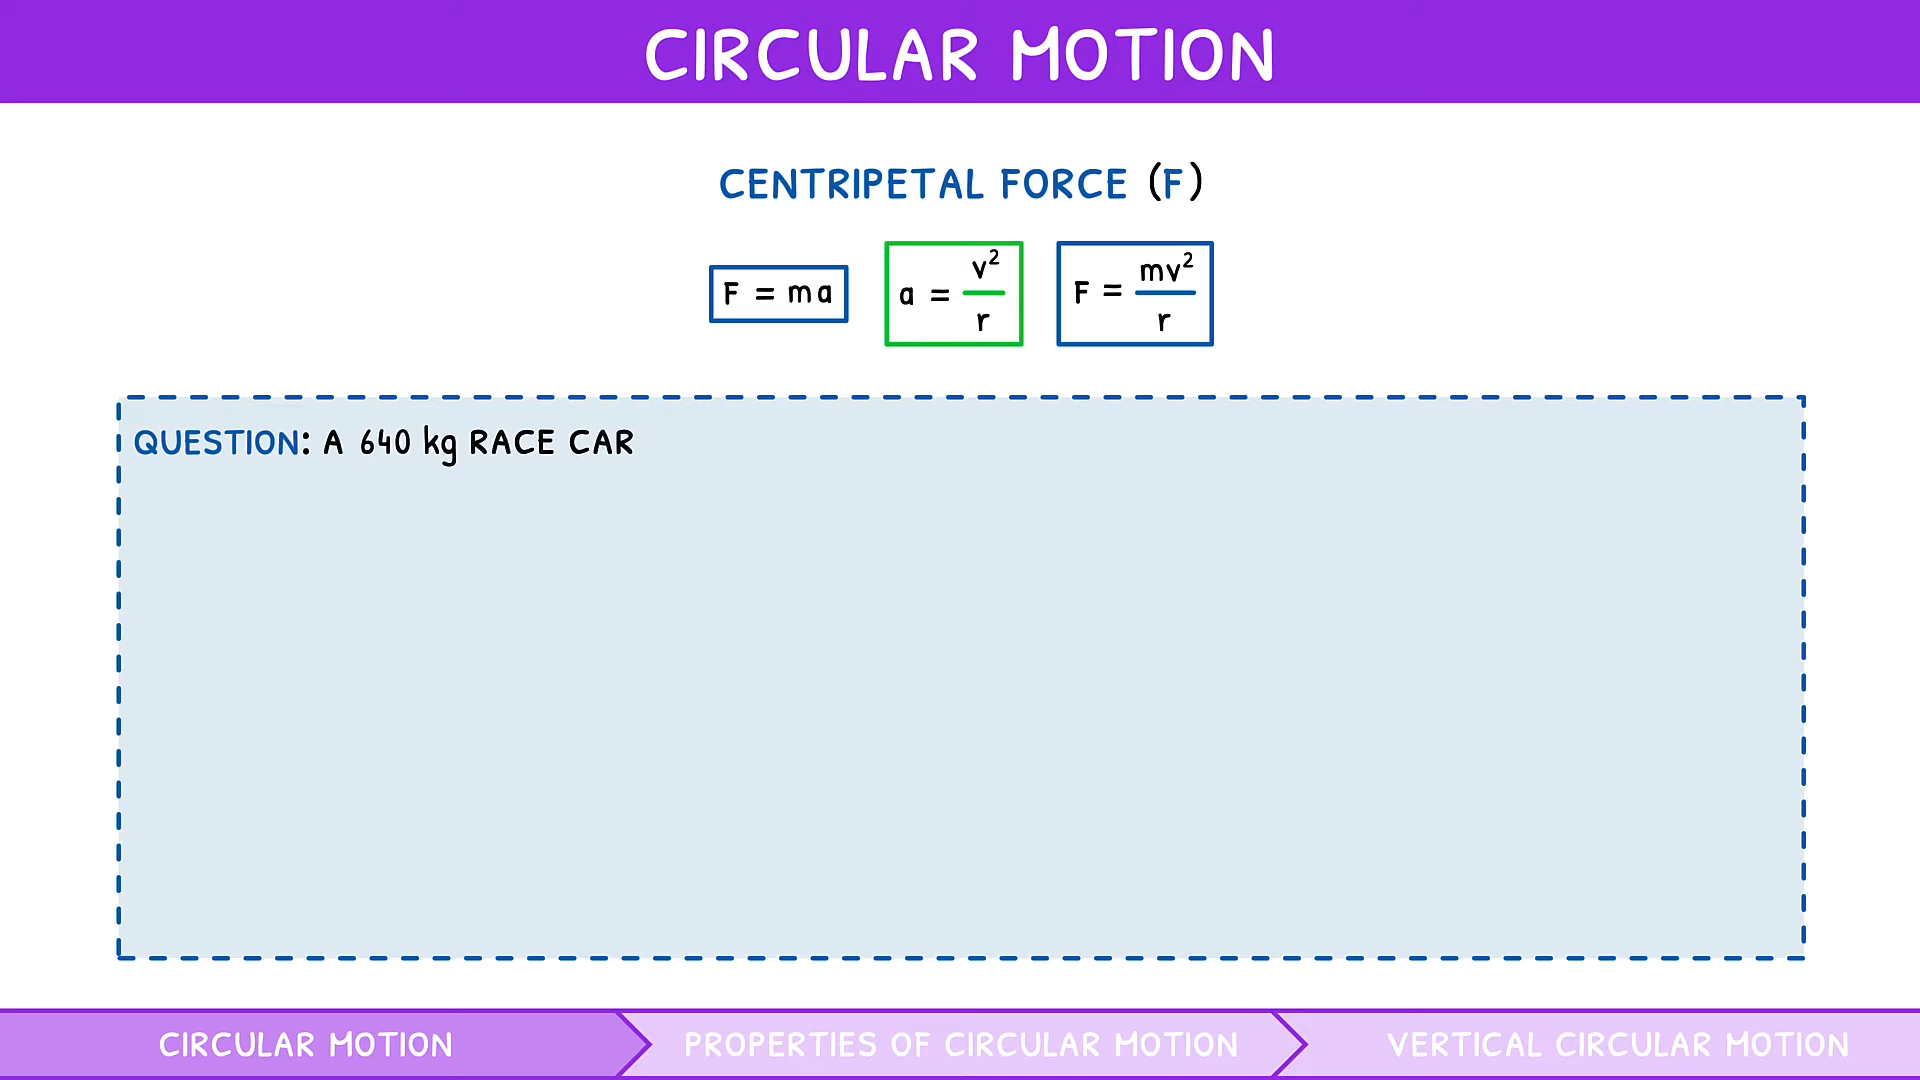 CIRCULAR MOTION
CENTRIPETAL FORCE (F)
F = ma
a = v²/r
F = mv²/r
QUESTION: A 640 kg RACE CAR
CIRCULAR MOTION
PROPERTIES OF CIRCULAR MOTION
VERTICAL CIRCULAR MOTION